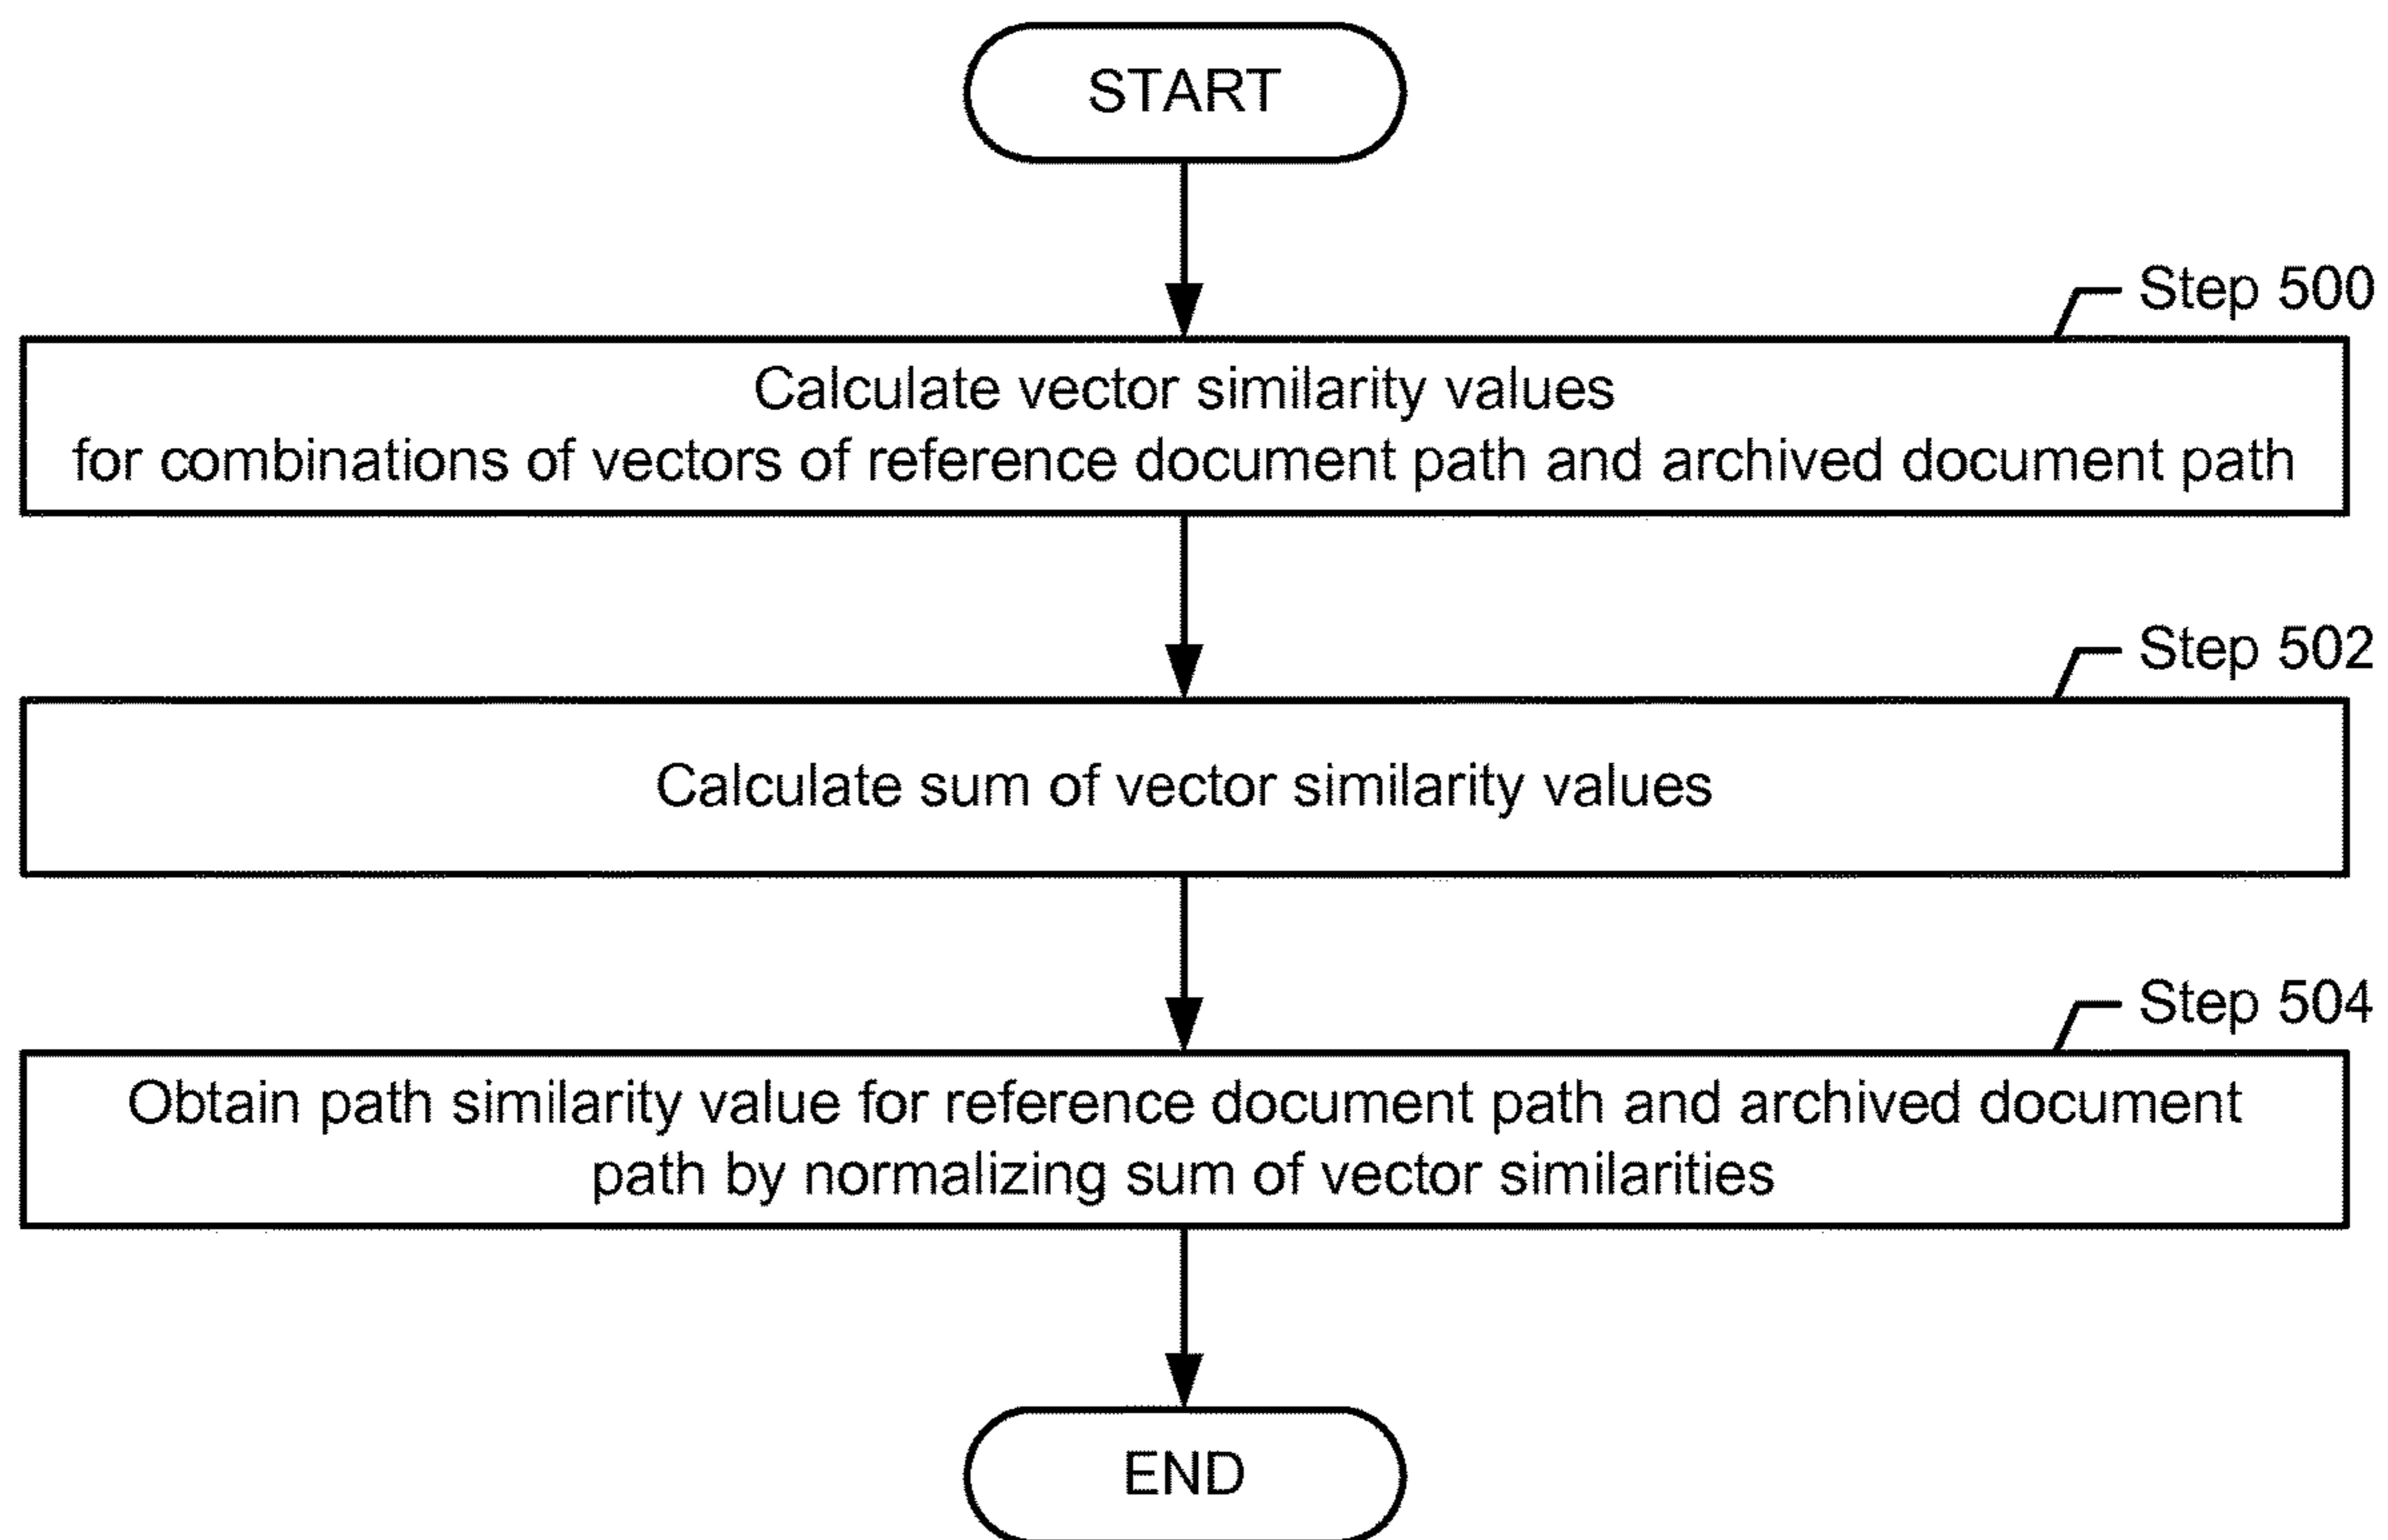 START
Step 500
Calculate vector similarity values
for combinations of vectors of reference document path and archived document path
Step 502
Calculate sum of vector similarity values
Step 504
Obtain path similarity value for reference document path and archived document
path by normalizing sum of vector similarities
END